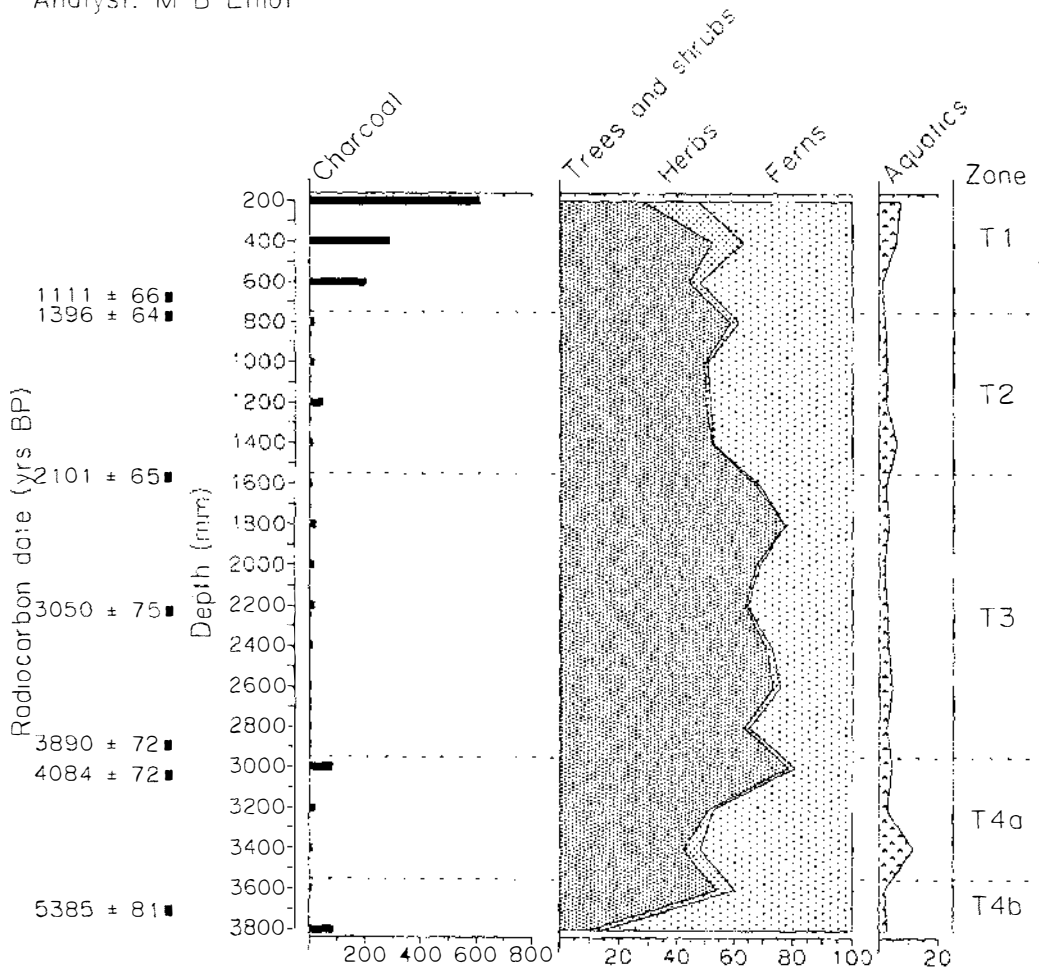 Analyst: M B Elliot
Charcoal
Trees and shrubs
Herbs
Ferns
Aquatics
Zone
Radiocarbon date (yrs BP)
1111 ± 66
1396 ± 64
2101 ± 65
3050 ± 75
3890 ± 72
4084 ± 72
5385 ± 81
Depth (mm)
200
400
600
800
1000
1200
1400
1600
1800
2000
2200
2400
2600
2800
3000
3200
3400
3600
3800
T1
T2
T3
T4a
T4b
200 400 600 800
20 40 60 80 100
20